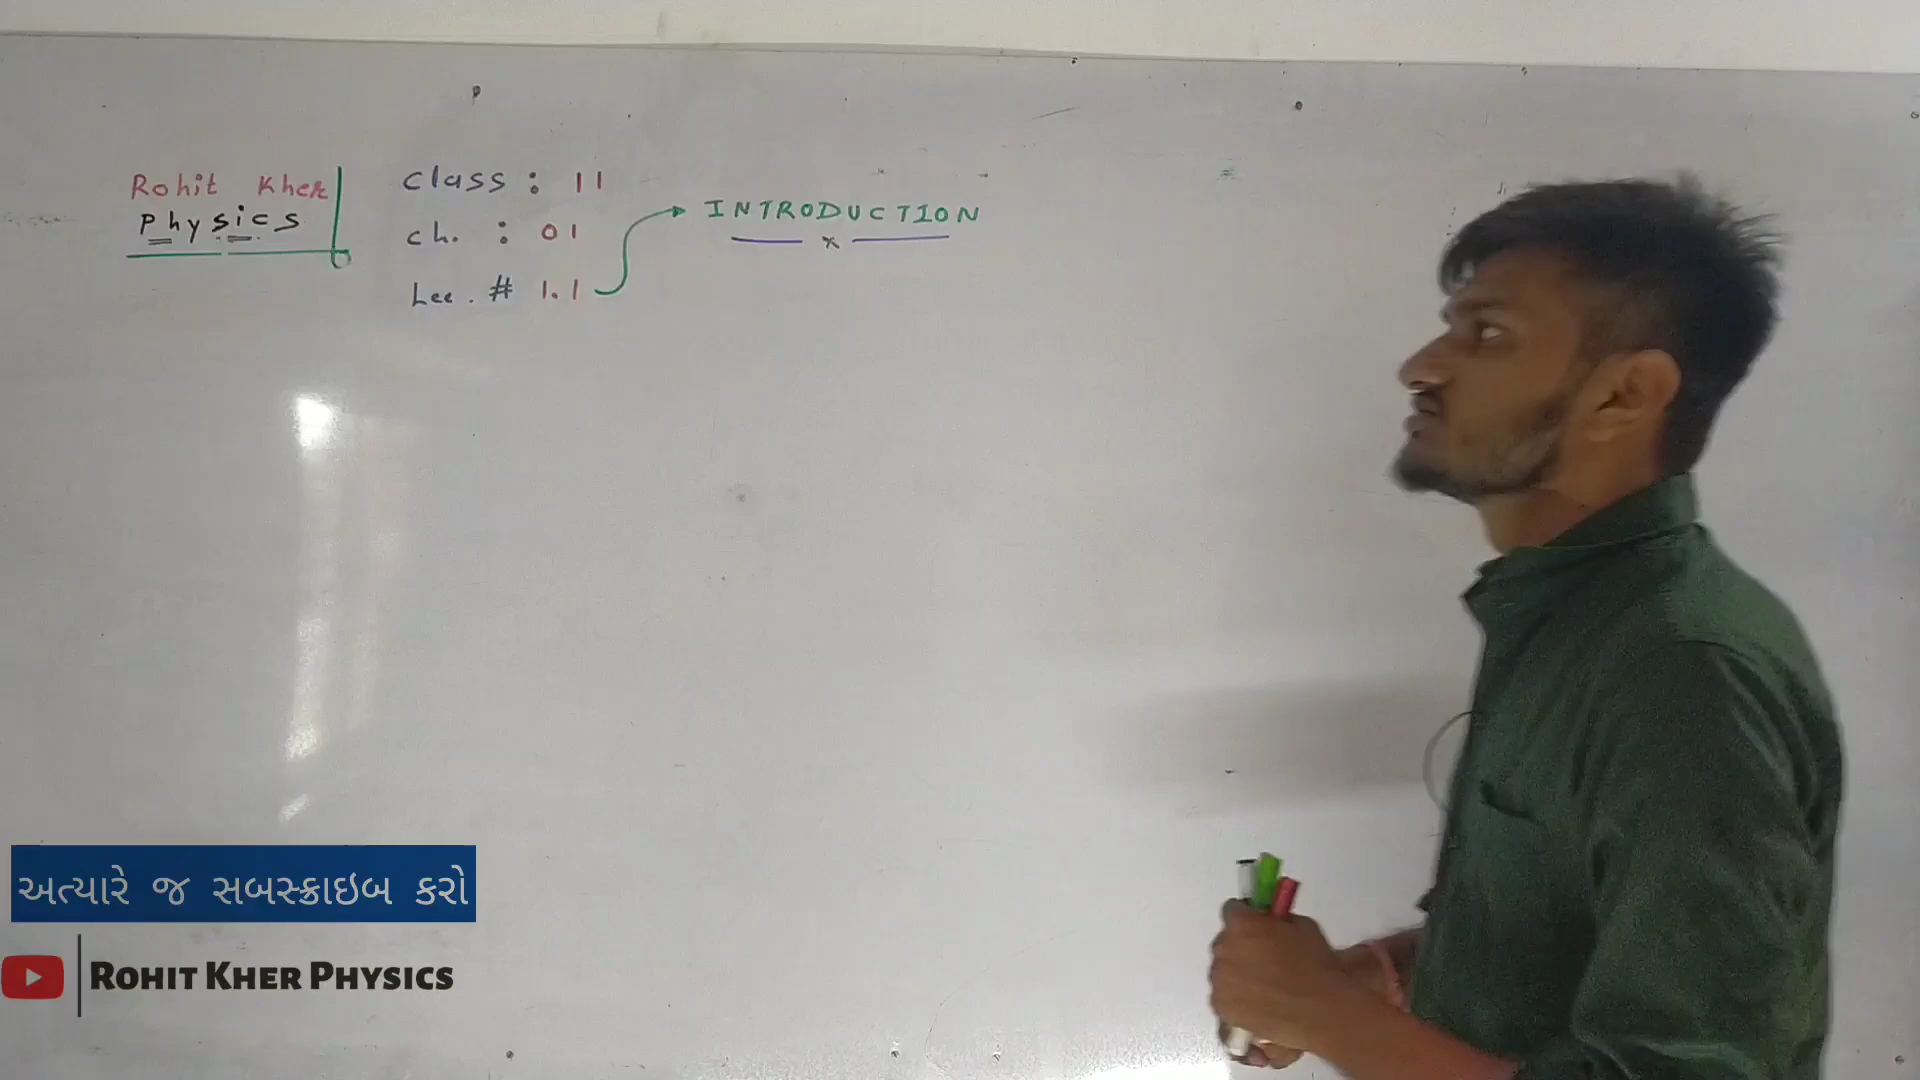 Rohit Kher
Physics
class : 11
ch. : 01
Lec. # 1.1
INTRODUCTION
અત્યારે જ સબસ્ક્રાઇબ કરો
ROHIT KHER PHYSICS